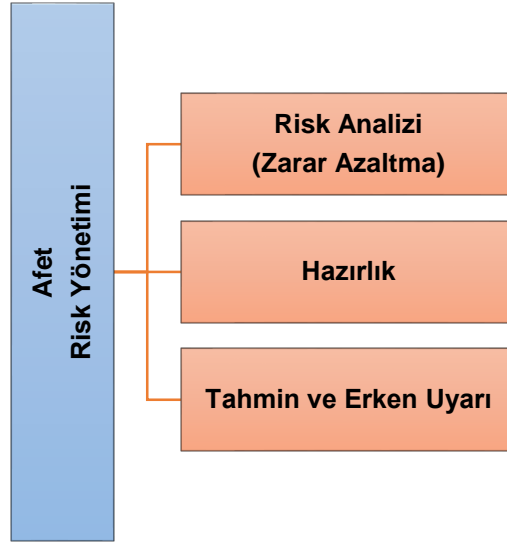 Afet
Risk Yönetimi
Risk Analizi
(Zarar Azaltma)
Hazırlık
Tahmin ve Erken Uyarı